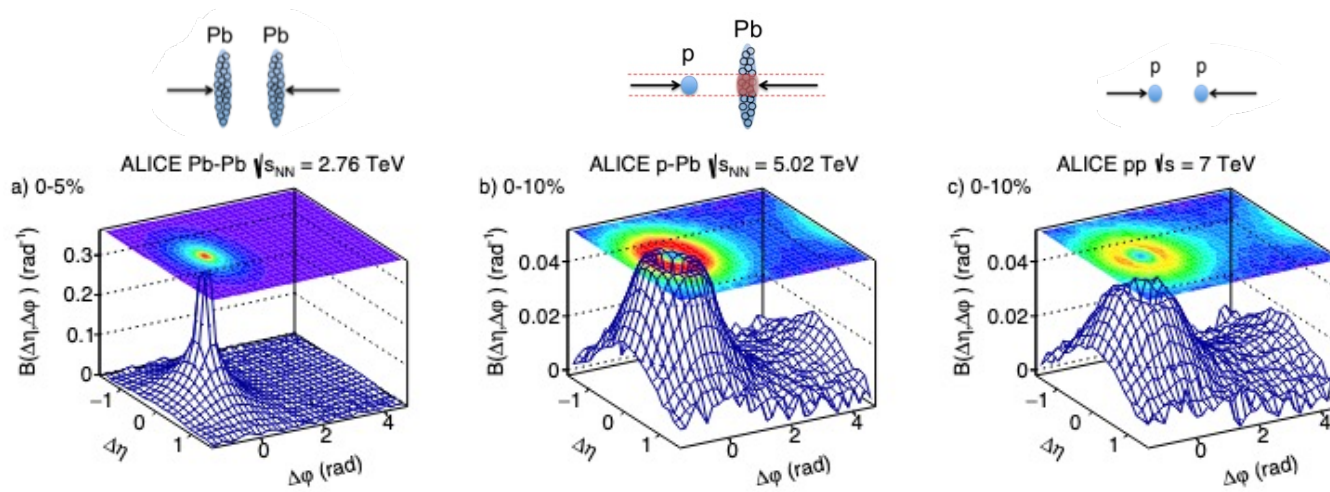 Pb Pb
ALICE Pb-Pb √sNN = 2.76 TeV
a) 0-5%
B(Δη,Δφ) (rad⁻¹)
0.3
0.2
0.1
0
−1
0
1
Δη
0 2 4
Δφ (rad)
p Pb
ALICE p-Pb √sNN = 5.02 TeV
b) 0-10%
B(Δη,Δφ) (rad⁻¹)
0.04
0.02
0
−1
0
1
Δη
0 2 4
Δφ (rad)
p p
ALICE pp √s = 7 TeV
c) 0-10%
B(Δη,Δφ) (rad⁻¹)
0.04
0.02
0
−1
0
1
Δη
0 2 4
Δφ (rad)